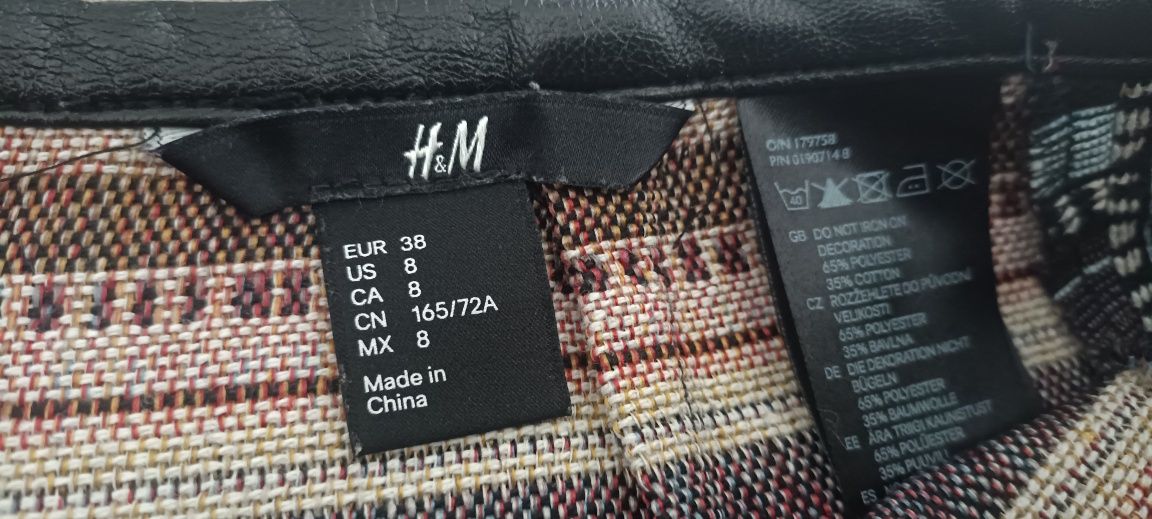 H&M
EUR 38
US 8
CA 8
CN 165/72A
MX 8
Made in
China
O/N 179758
P/N 0190714 8
40
GB DO NOT IRON ON
DECORATION
65% POLYESTER
35% COTTON
CZ ROZŽEHLETE DO PŮVODNÍ
VELIKOSTI
65% POLYESTER
35% BAVLNA
DE DIE DEKORATION NICHT
BÜGELN
65% POLYESTER
35% BAUMWOLLE
EE ÄRA TRIIGI KAUNISTUST
65% POLÜESTER
35% PUUVILL
ES